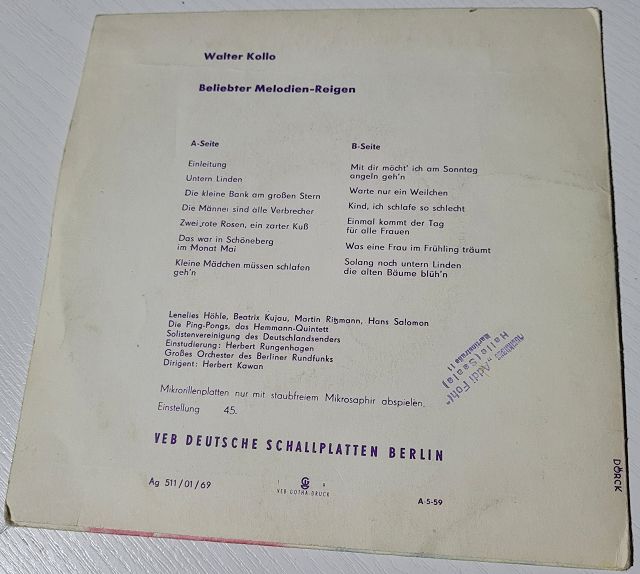 Walter Kollo
Beliebter Melodien-Reigen
A-Seite
Einleitung
Untern Linden
Die kleine Bank am großen Stern
Die Männer sind alle Verbrecher
Zwei rote Rosen, ein zarter Kuß
Das war in Schöneberg
im Monat Mai
Kleine Mädchen müssen schlafen
geh'n
B-Seite
Mit dir möcht' ich am Sonntag
angeln geh'n
Warte nur ein Weilchen
Kind, ich schlafe so schlecht
Einmal kommt der Tag
für alle Frauen
Was eine Frau im Frühling träumt
Solang noch untern Linden
die alten Bäume blüh'n
Lenelies Höhle, Beatrix Kujau, Martin Ritzmann, Hans Salomon
Die Ping-Pongs, das Hemmann-Quintett
Solistenvereinigung des Deutschlandsenders
Einstudierung: Herbert Rungenhagen
Großes Orchester des Berliner Rundfunks
Dirigent: Herbert Kawan
Mikrorillenplatten nur mit staubfreiem Mikrosaphir abspielen.
Einstellung 45.
Halle (Saale)
VEB DEUTSCHE SCHALLPLATTEN BERLIN
Ag 511/01/69
VEB GOTHA-DRUCK
A-5-59
DÖRCK